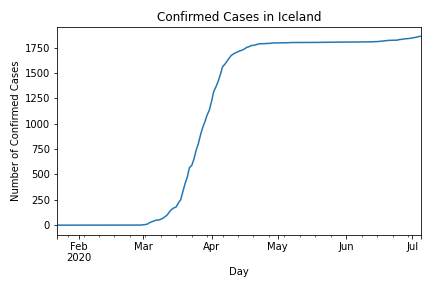 Confirmed Cases in Iceland
Number of Confirmed Cases
1750
1500
1250
1000
750
500
250
0
Feb
2020
Mar
Apr
May
Jun
Jul
Day